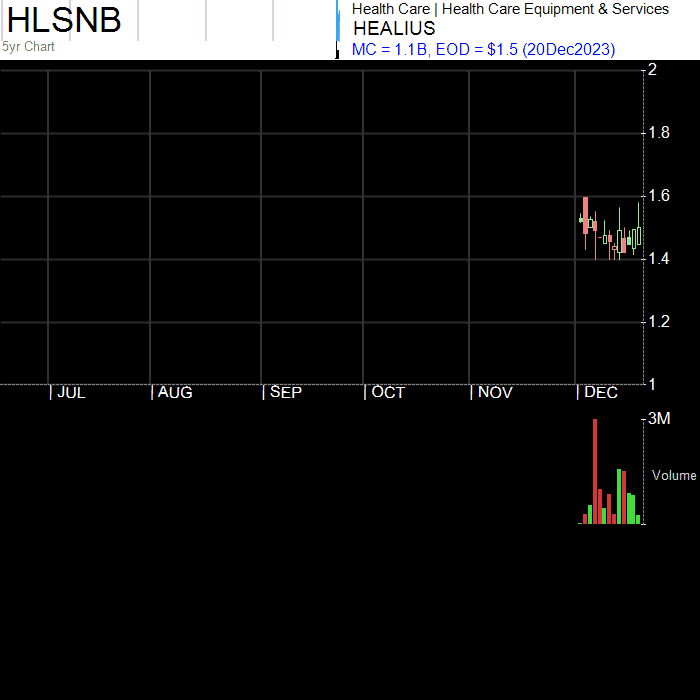 HLSNB
5yr Chart
Health Care | Health Care Equipment & Services
HEALIUS
MC = 1.1B, EOD = $1.5 (20Dec2023)
2
1.8
1.6
1.4
1.2
1
| JUL | AUG | SEP | OCT | NOV | DEC
3M
Volume